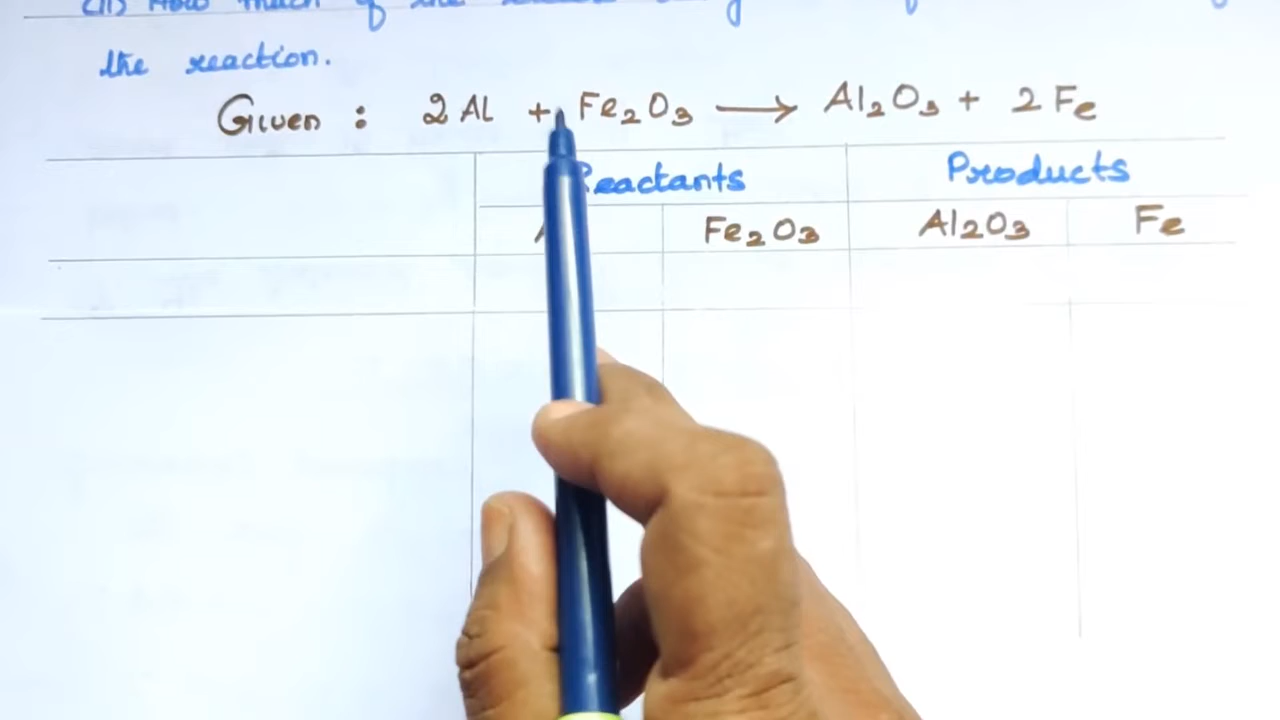 the reaction.
Given : 2 Al + Fe₂O₃ ⟶ Al₂O₃ + 2 Fe
Reactants Products
Fe₂O₃ Al₂O₃ Fe